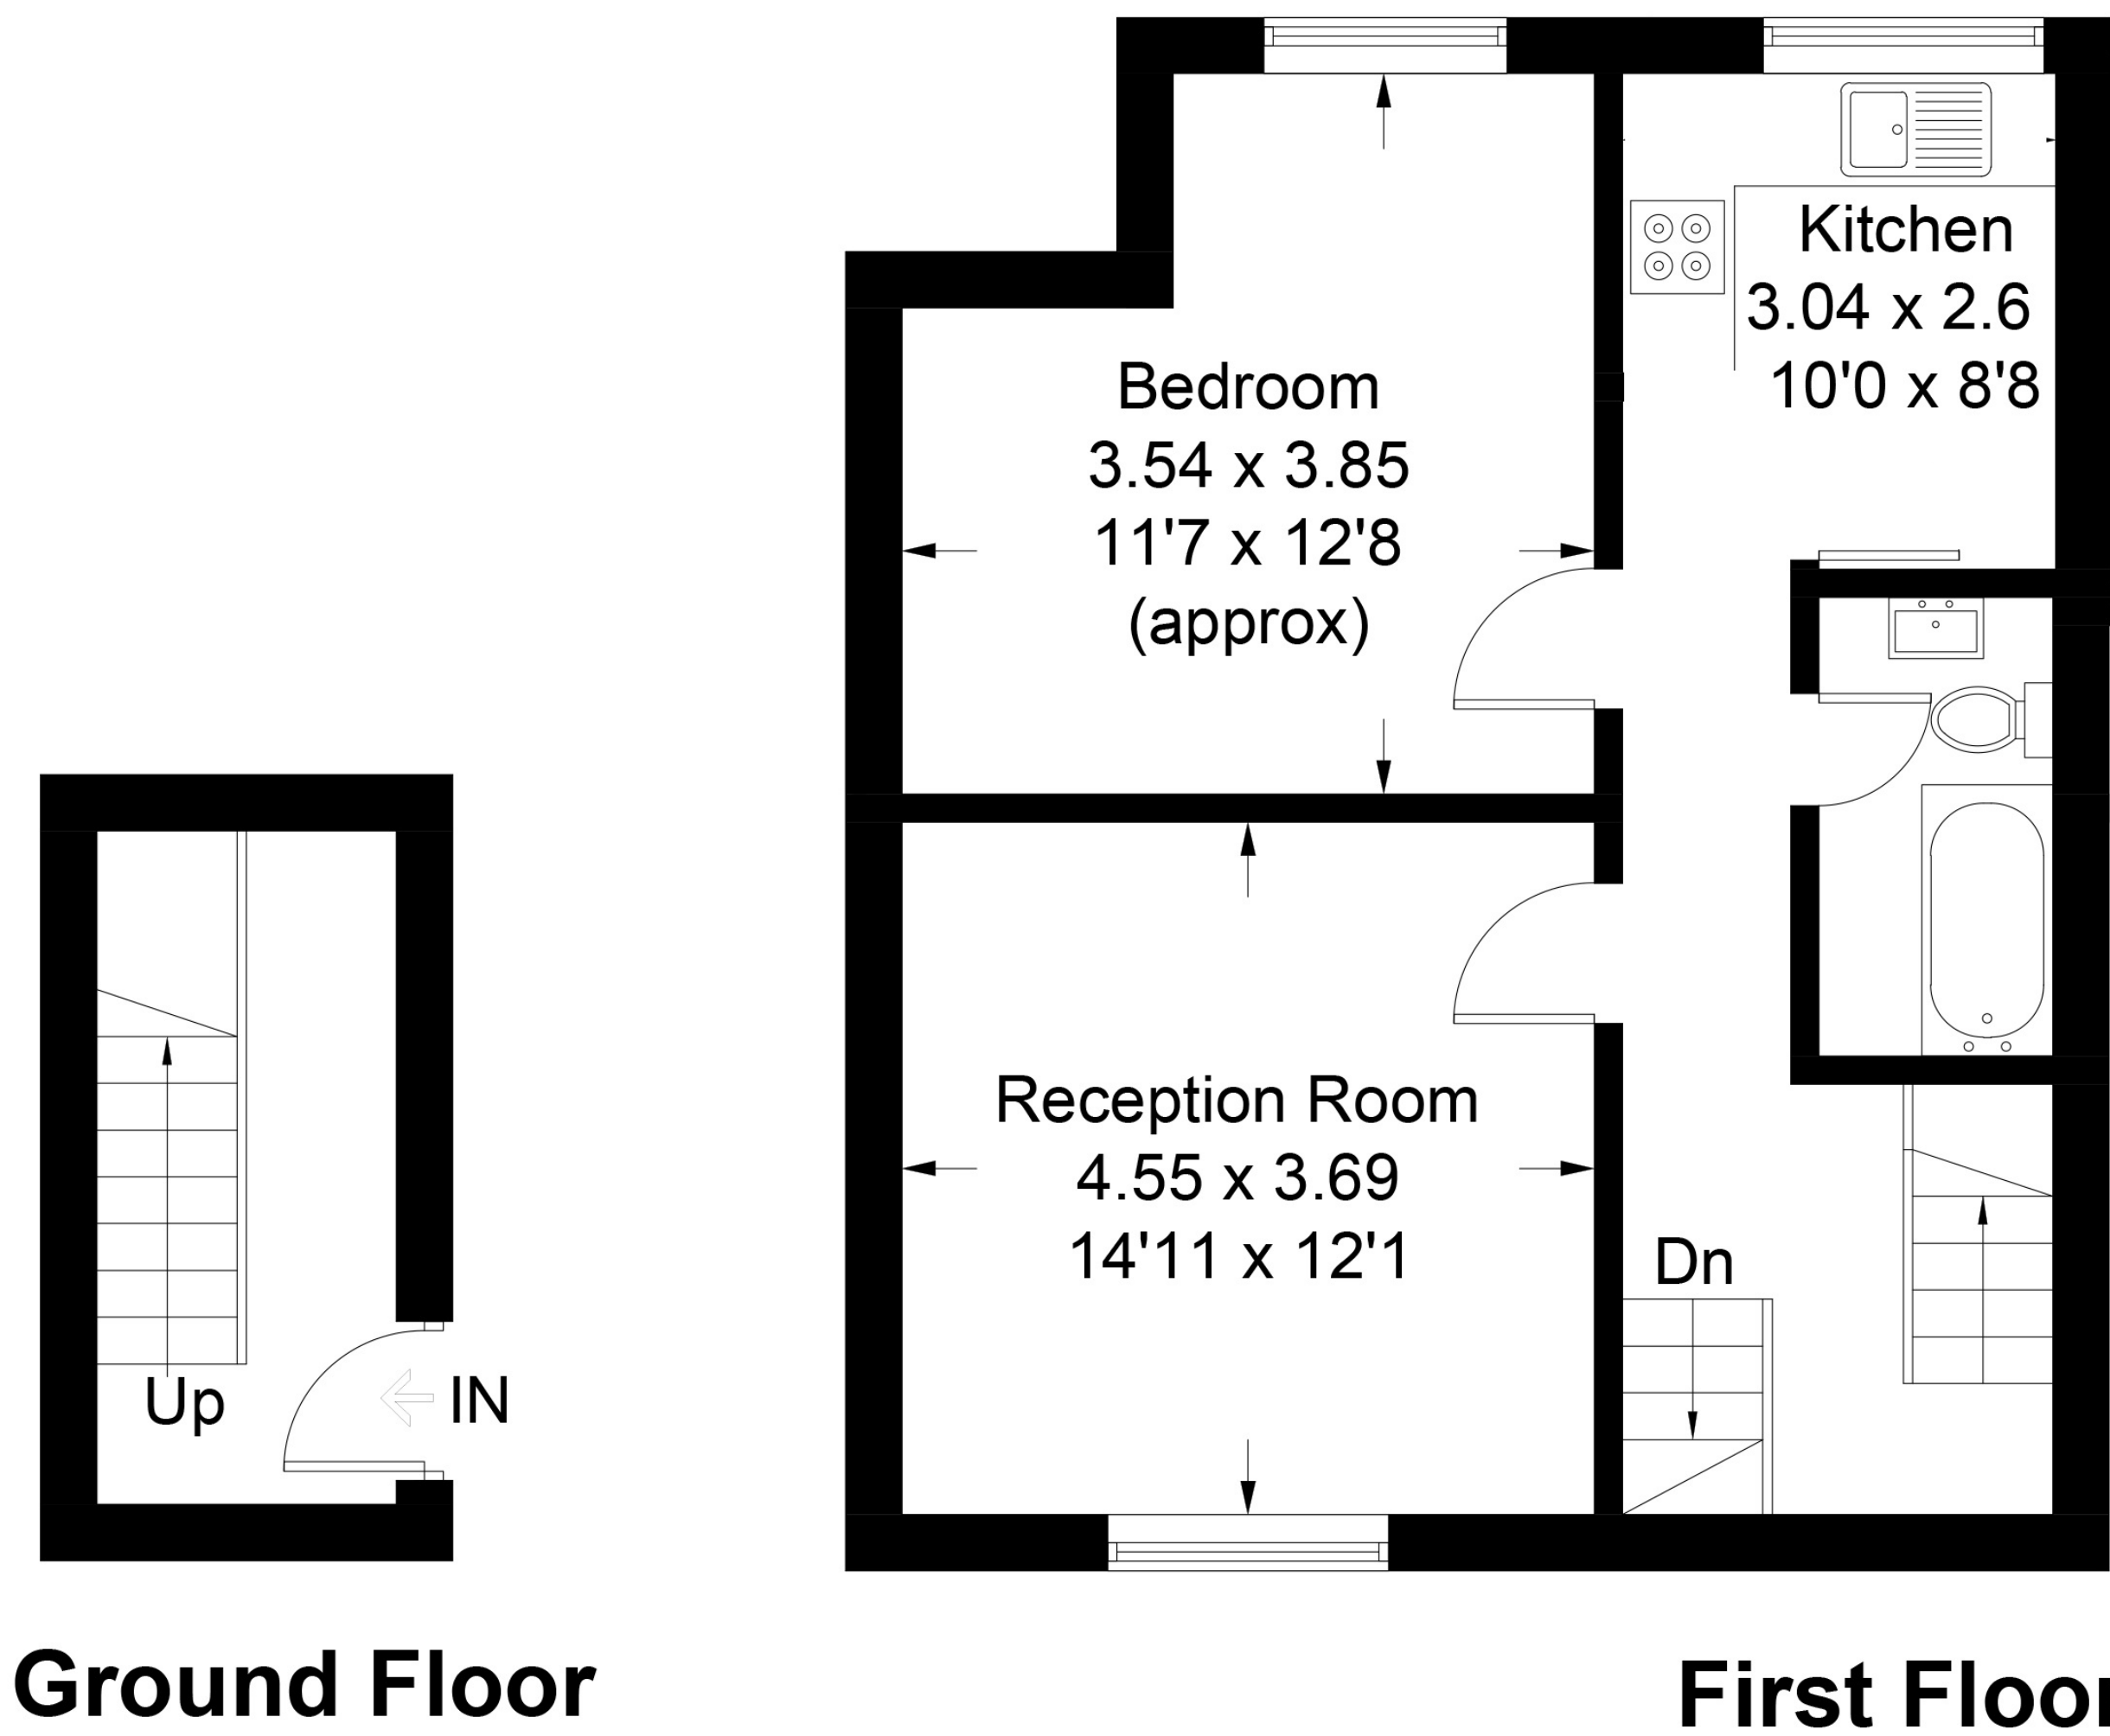 Kitchen
3.04 x 2.6
10'0 x 8'8
Bedroom
3.54 x 3.85
11'7 x 12'8
(approx)
Reception Room
4.55 x 3.69
14'11 x 12'1
Dn
Up
IN
Ground Floor
First Floor